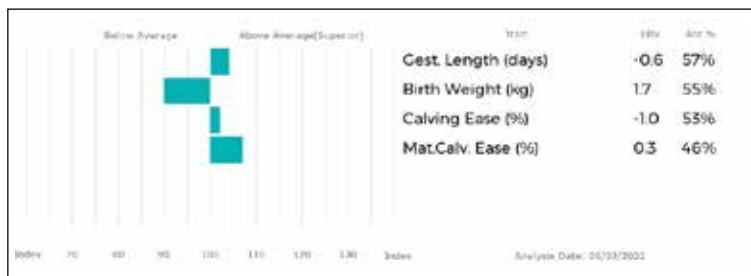 Below Average Above Average(Superior) Trait EBV Acc %
Gest. Length (days) -0.6 57%
Birth Weight (kg) 1.7 55%
Calving Ease (%) -1.0 53%
Mat.Calv. Ease (%) 0.3 46%
Index 70 80 90 100 110 120 130 Index Analysis Date: